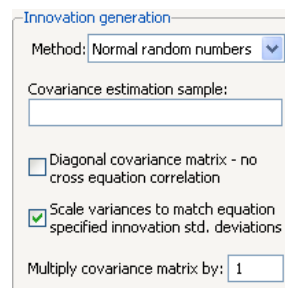 Innovation generation
Method: Normal random numbers
Covariance estimation sample:
Diagonal covariance matrix - no
cross equation correlation
Scale variances to match equation
specified innovation std. deviations
Multiply covariance matrix by: 1